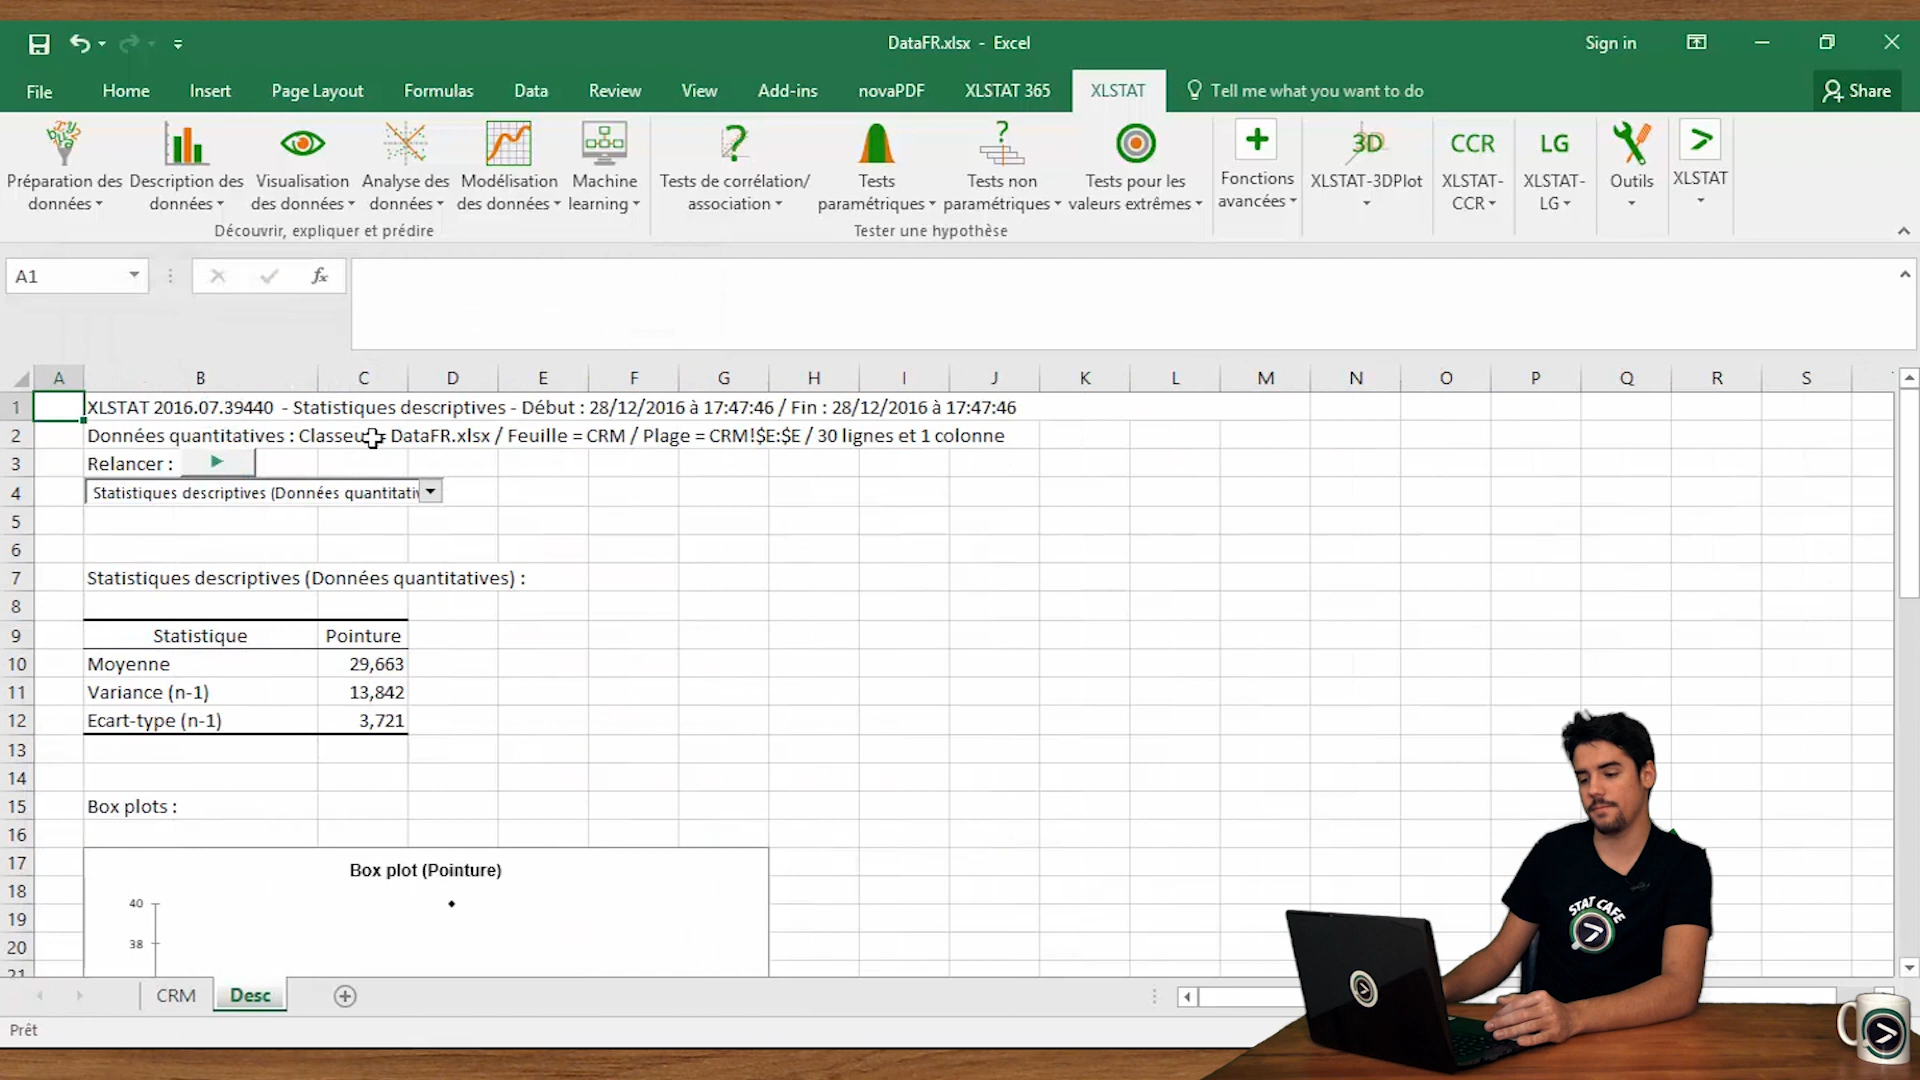 DataFR.xlsx - Excel
Sign in
File Home Insert Page Layout Formulas Data Review View Add-ins novaPDF XLSTAT 365 XLSTAT Tell me what you want to do Share
Préparation des données
Description des données
Visualisation des données
Analyse des données
Modélisation des données
Machine learning
Tests de corrélation/ association
Tests paramétriques
Tests non paramétriques
Tests pour les valeurs extrêmes
Fonctions avancées
3D
XLSTAT-3DPlot
CCR
XLSTAT-CCR
LG
XLSTAT-LG
Outils
XLSTAT
Découvrir, expliquer et prédire
Tester une hypothèse
A1
fx
A B C D E F G H I J K L M N O P Q R S
1 XLSTAT 2016.07.39440 - Statistiques descriptives - Début : 28/12/2016 à 17:47:46 / Fin : 28/12/2016 à 17:47:46
2 Données quantitatives : Classeur = DataFR.xlsx / Feuille = CRM / Plage = CRM!$E:$E / 30 lignes et 1 colonne
3 Relancer :
4 Statistiques descriptives (Données quantitativ
5
6
7 Statistiques descriptives (Données quantitatives) :
8
9 Statistique Pointure
10 Moyenne 29,663
11 Variance (n-1) 13,842
12 Ecart-type (n-1) 3,721
13
14
15 Box plots :
16
17 Box plot (Pointure)
18
19 40
20 38
21
CRM Desc
Prêt
STAT CAFE